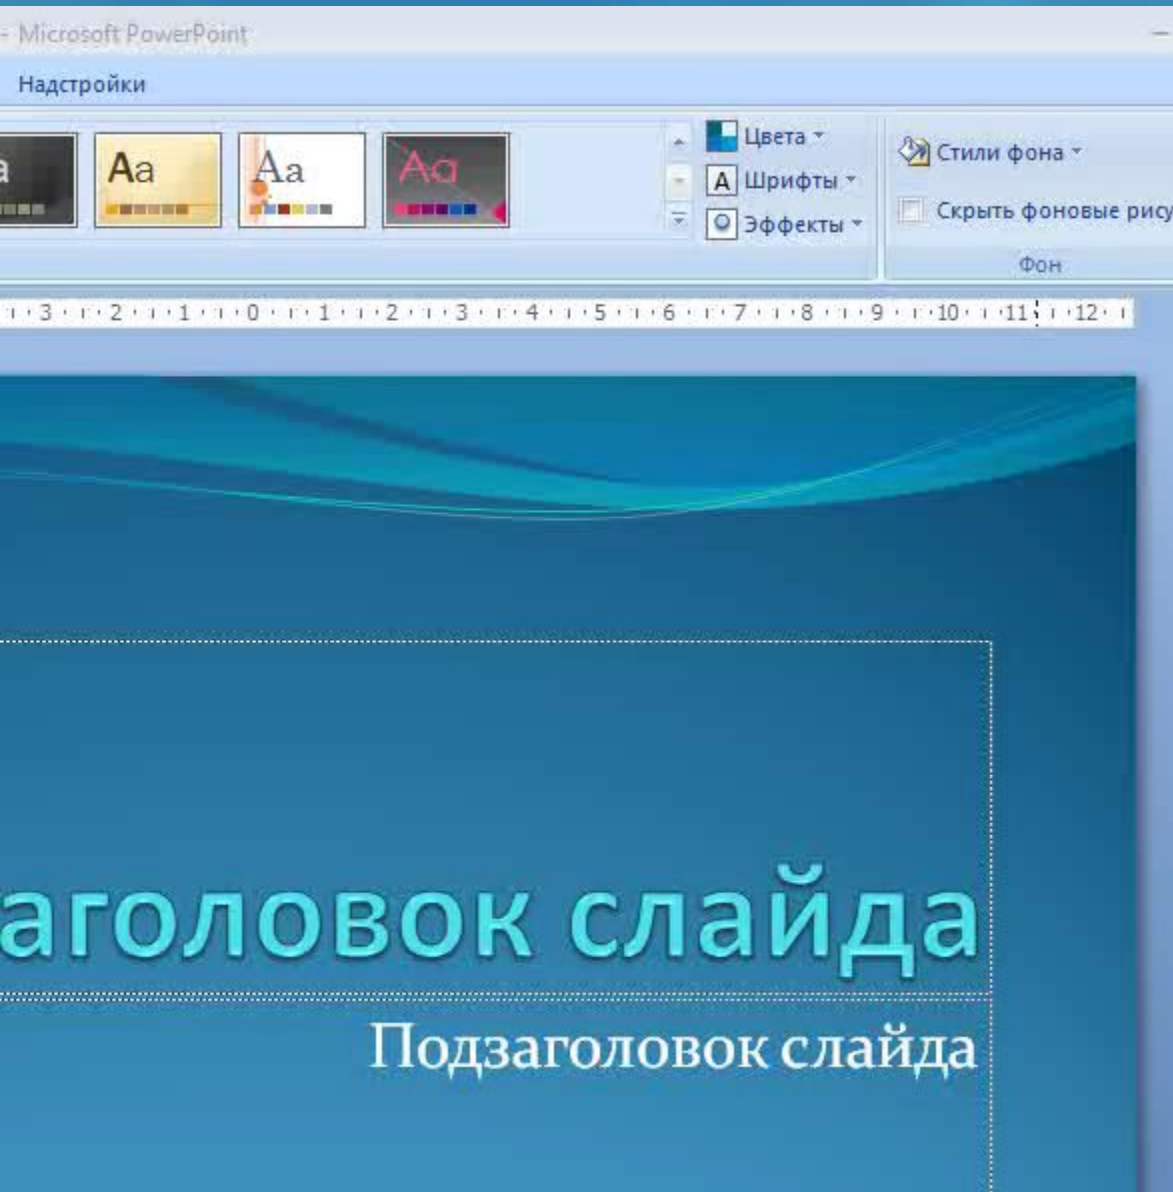 - Microsoft PowerPoint
Надстройки
a Aa Aa Aa
Цвета
Стили фона
Шрифты
Скрыть фоновые рису
Эффекты
Фон
3 2 1 0 1 2 3 4 5 6 7 8 9 10 11 12
аголовок слайда
Подзаголовок слайда